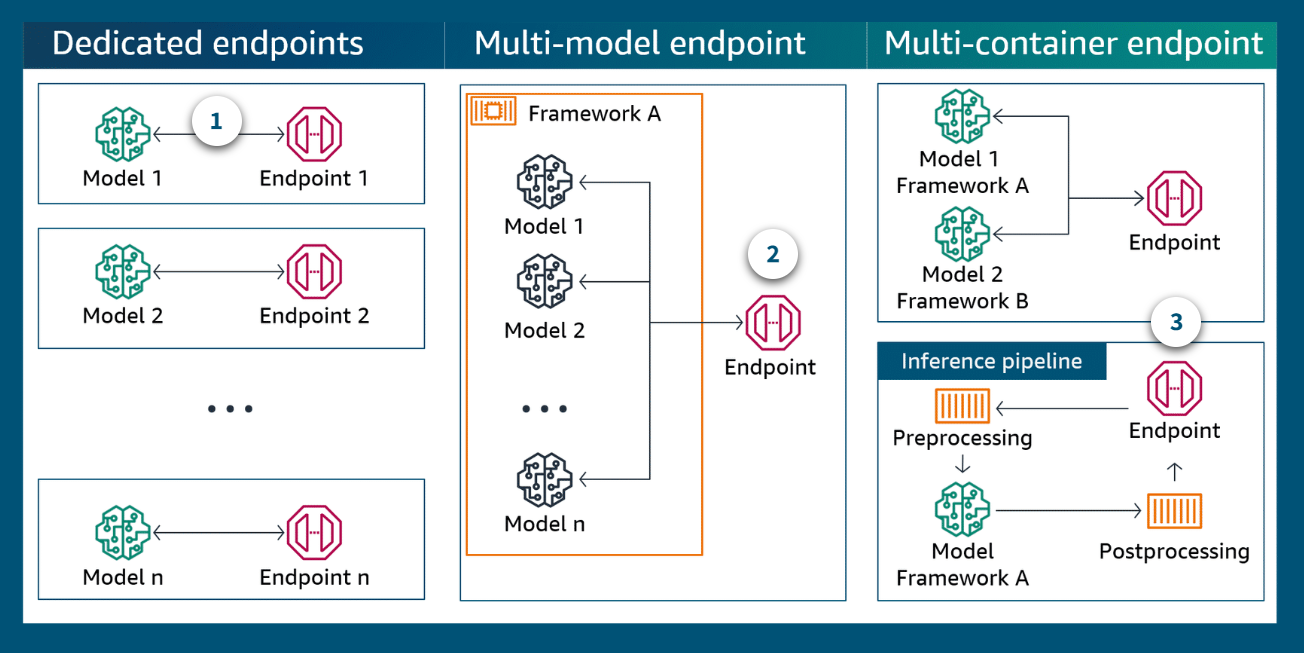 Dedicated endpoints
1
Model 1
Endpoint 1
Model 2
Endpoint 2
...
Model n
Endpoint n
Multi-model endpoint
Framework A
Model 1
Model 2
...
Model n
2
Endpoint
Multi-container endpoint
Model 1
Framework A
Model 2
Framework B
Endpoint
3
Inference pipeline
Preprocessing
Endpoint
Model
Framework A
Postprocessing